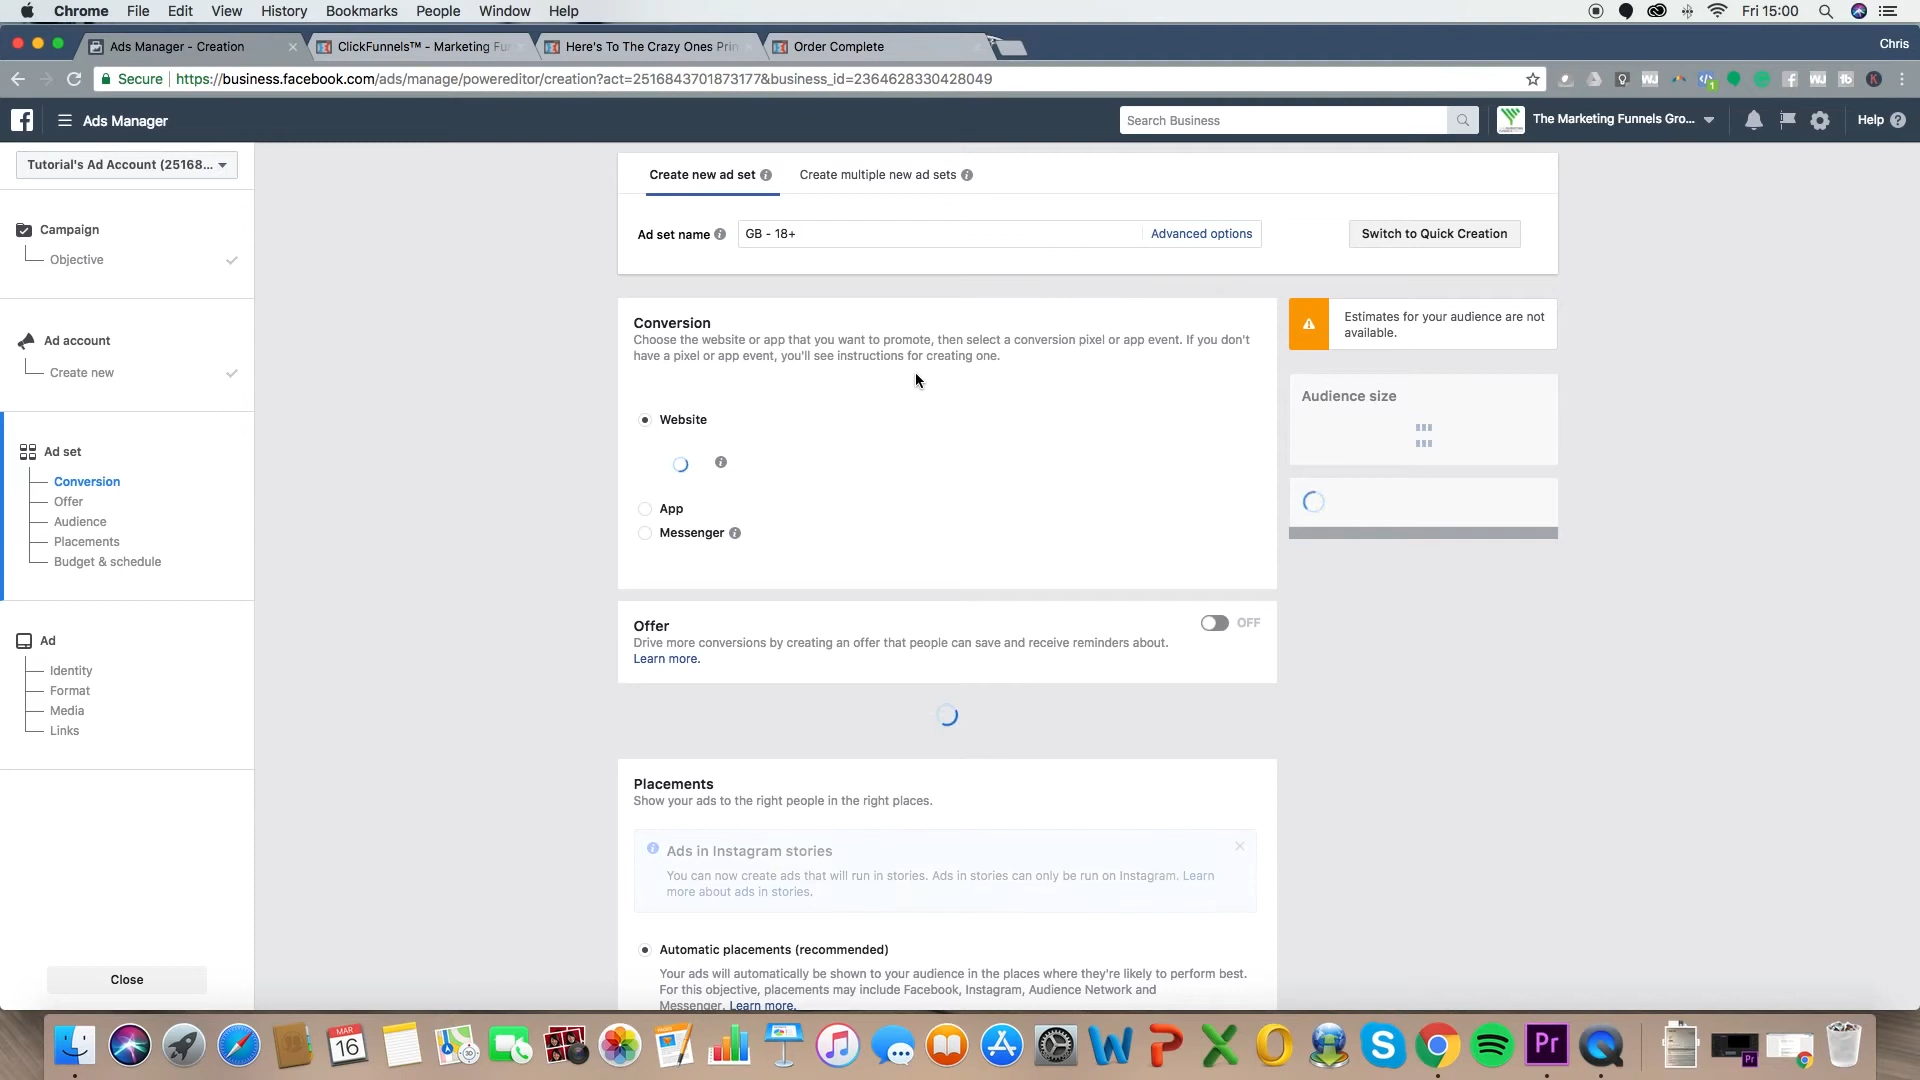 Chrome File Edit View History Bookmarks People Window Help Fri 15:00
Ads Manager - Creation ClickFunnels™ - Marketing Fun Here's To The Crazy Ones Prin Order Complete Chris
Secure https://business.facebook.com/ads/manage/powereditor/creation?act=2516843701873177&business_id=2364628330428049
Ads Manager Search Business The Marketing Funnels Gro... Help
Tutorial's Ad Account (25168...
Campaign
Objective
Ad account
Create new
Ad set
Conversion
Offer
Audience
Placements
Budget & schedule
Ad
Identity
Format
Media
Links
Close
Create new ad set Create multiple new ad sets
Ad set name GB - 18+ Advanced options Switch to Quick Creation
Conversion
Choose the website or app that you want to promote, then select a conversion pixel or app event. If you don't
have a pixel or app event, you'll see instructions for creating one.
Website
App
Messenger
Offer
OFF
Drive more conversions by creating an offer that people can save and receive reminders about.
Learn more.
Placements
Show your ads to the right people in the right places.
Ads in Instagram stories
You can now create ads that will run in stories. Ads in stories can only be run on Instagram. Learn
more about ads in stories.
Automatic placements (recommended)
Your ads will automatically be shown to your audience in the places where they're likely to perform best.
For this objective, placements may include Facebook, Instagram, Audience Network and
Messenger. Learn more.
Estimates for your audience are not
available.
Audience size
MAR
16
Pr